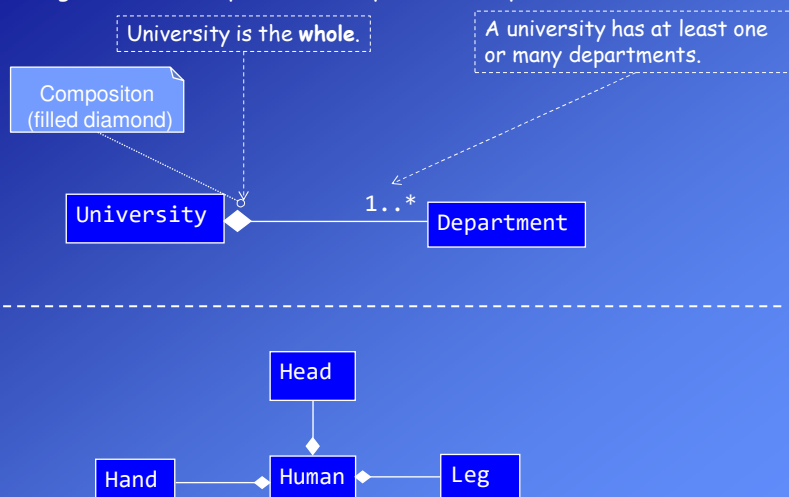 University is the whole.
A university has at least one
or many departments.
Compositon
(filled diamond)
University
1..*
Department
Head
Hand
Human
Leg